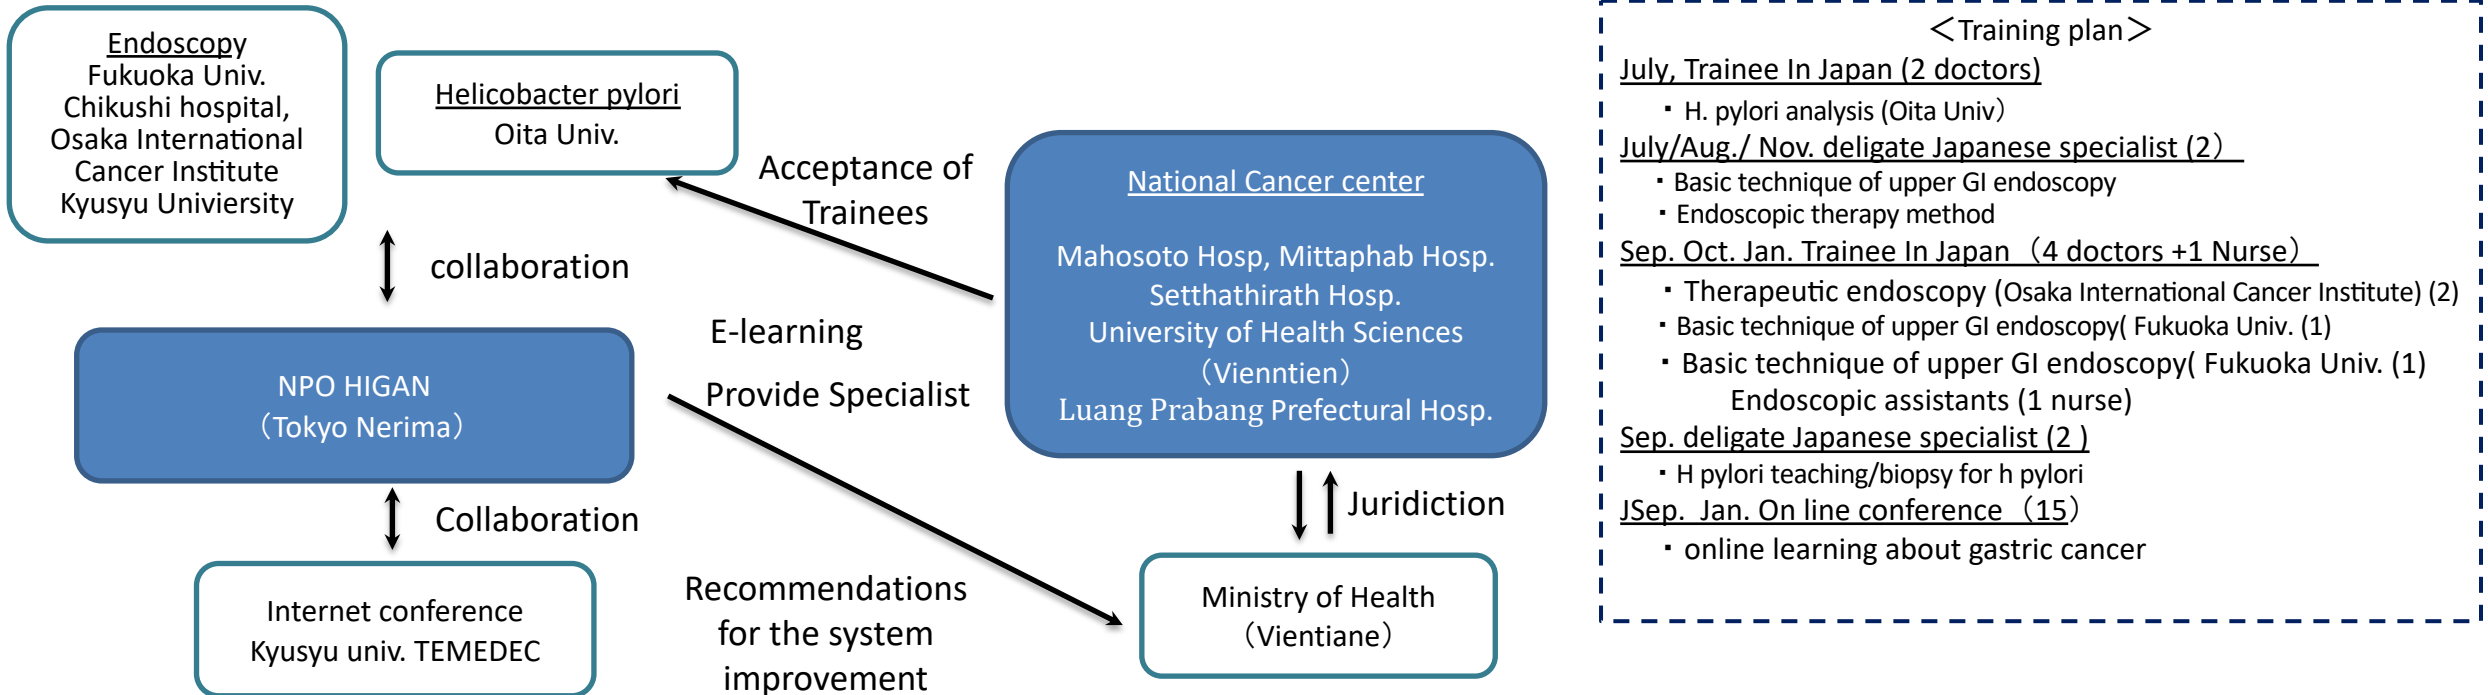 Endoscopy
Fukuoka Univ.
Chikushi hospital,
Osaka International
Cancer Institute
Kyusyu Univiersity
Helicobacter pylori
Oita Univ.
collaboration
NPO HIGAN
（Tokyo Nerima）
Collaboration
Internet conference
Kyusyu univ. TEMEDEC
Acceptance of
Trainees
E-learning
Provide Specialist
Recommendations
for the system
improvement
National Cancer center
Mahosoto Hosp, Mittaphab Hosp.
Setthathirath Hosp.
University of Health Sciences
（Vienntien）
Luang Prabang Prefectural Hosp.
Juridiction
Ministry of Health
（Vientiane）
＜Training plan＞
July, Trainee In Japan (2 doctors)
・H. pylori analysis (Oita Univ）
July/Aug./ Nov. deligate Japanese specialist (2）
・Basic technique of upper GI endoscopy
・Endoscopic therapy method
Sep. Oct. Jan. Trainee In Japan （4 doctors +1 Nurse）
・Therapeutic endoscopy (Osaka International Cancer Institute) (2)
・Basic technique of upper GI endoscopy( Fukuoka Univ. (1)
・Basic technique of upper GI endoscopy( Fukuoka Univ. (1)
Endoscopic assistants (1 nurse)
Sep. deligate Japanese specialist (2 )
・H pylori teaching/biopsy for h pylori
JSep. Jan. On line conference （15）
・online learning about gastric cancer